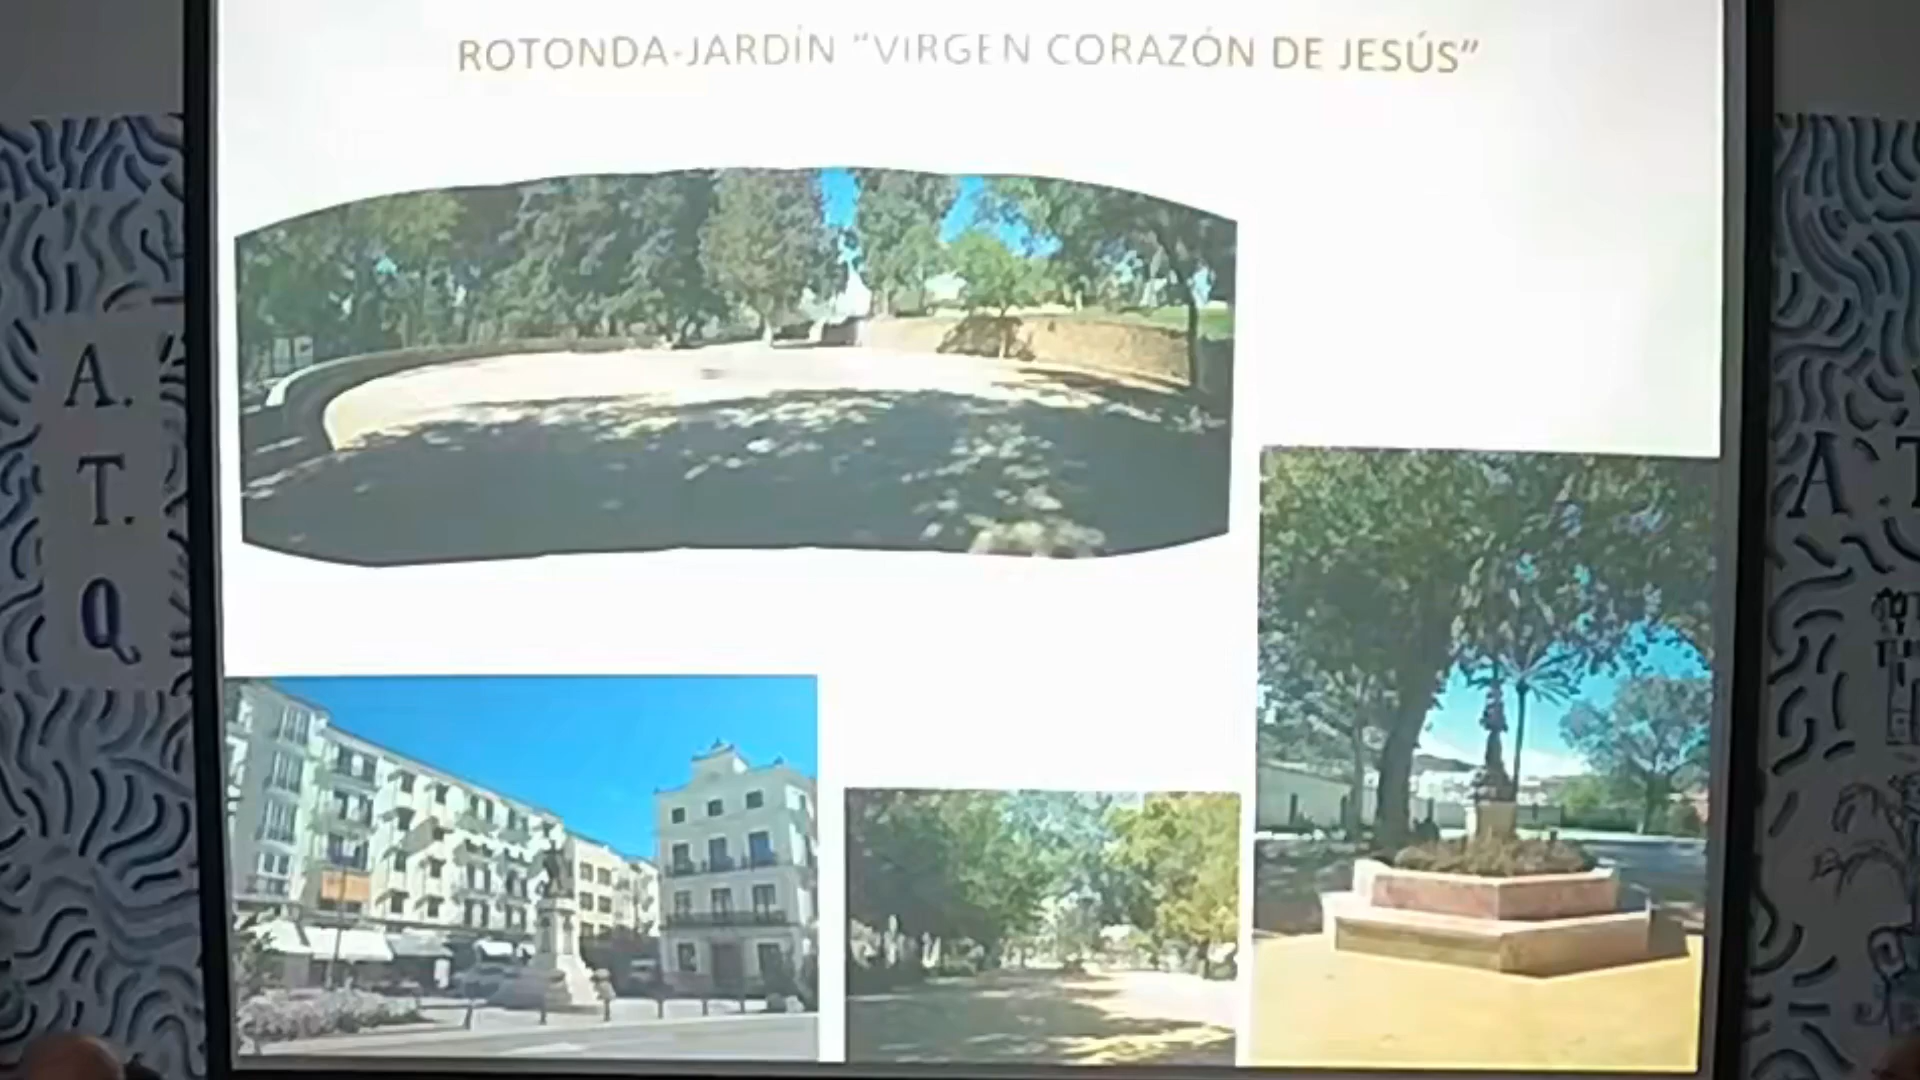 ROTONDA-JARDÍN "VIRGEN CORAZÓN DE JESÚS"
A.
T.
Q
A.